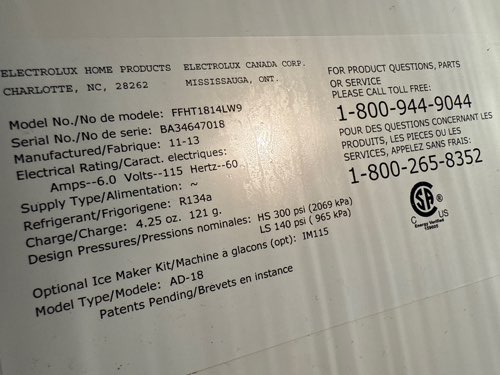 ELECTROLUX HOME PRODUCTS ELECTROLUX CANADA CORP.
CHARLOTTE, NC, 28262 MISSISSAUGA, ONT.
Model No./No de modele: FFHT1814LW9
Serial No./No de serie: BA34647018
Manufactured/Fabrique: 11-13
Electrical Rating/Caract. electriques:
Amps--6.0 Volts--115 Hertz--60
Supply Type/Alimentation: ~
Refrigerant/Frigorigene: R134a
Charge/Charge: 4.25 oz. 121 g.
Design Pressures/Pressions nominales: HS 300 psi (2069 kPa)
LS 140 psi ( 965 kPa)
Optional Ice Maker Kit/Machine a glacons (opt): IM115
Model Type/Modele: AD-18
Patents Pending/Brevets en instance
FOR PRODUCT QUESTIONS, PARTS
OR SERVICE
PLEASE CALL TOLL FREE:
1-800-944-9044
POUR DES QUESTIONS CONCERNANT LES
PRODUITS, LES PIECES OU LES
SERVICES, APPELEZ SANS FRAIS:
1-800-265-8352
C US
Energy Verified